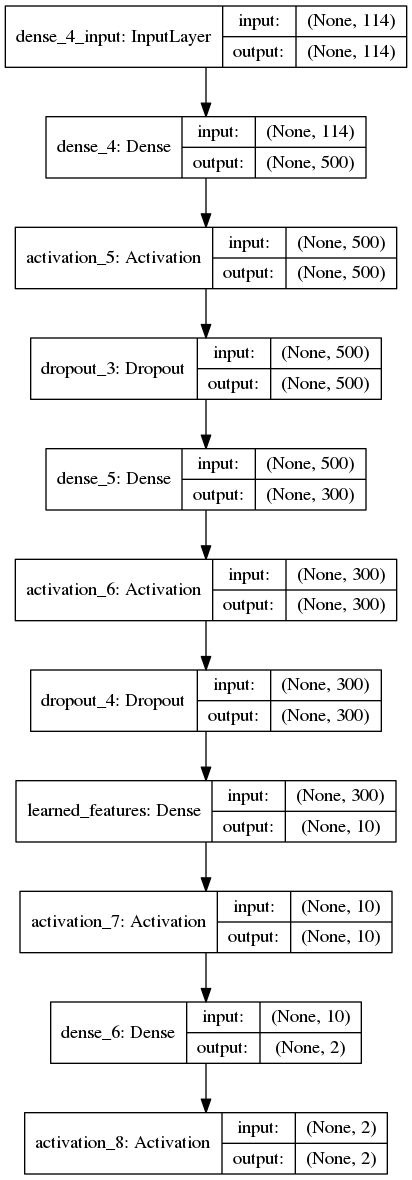 dense_4_input: InputLayer
input: (None, 114)
output: (None, 114)
dense_4: Dense
input: (None, 114)
output: (None, 500)
activation_5: Activation
input: (None, 500)
output: (None, 500)
dropout_3: Dropout
input: (None, 500)
output: (None, 500)
dense_5: Dense
input: (None, 500)
output: (None, 300)
activation_6: Activation
input: (None, 300)
output: (None, 300)
dropout_4: Dropout
input: (None, 300)
output: (None, 300)
learned_features: Dense
input: (None, 300)
output: (None, 10)
activation_7: Activation
input: (None, 10)
output: (None, 10)
dense_6: Dense
input: (None, 10)
output: (None, 2)
activation_8: Activation
input: (None, 2)
output: (None, 2)